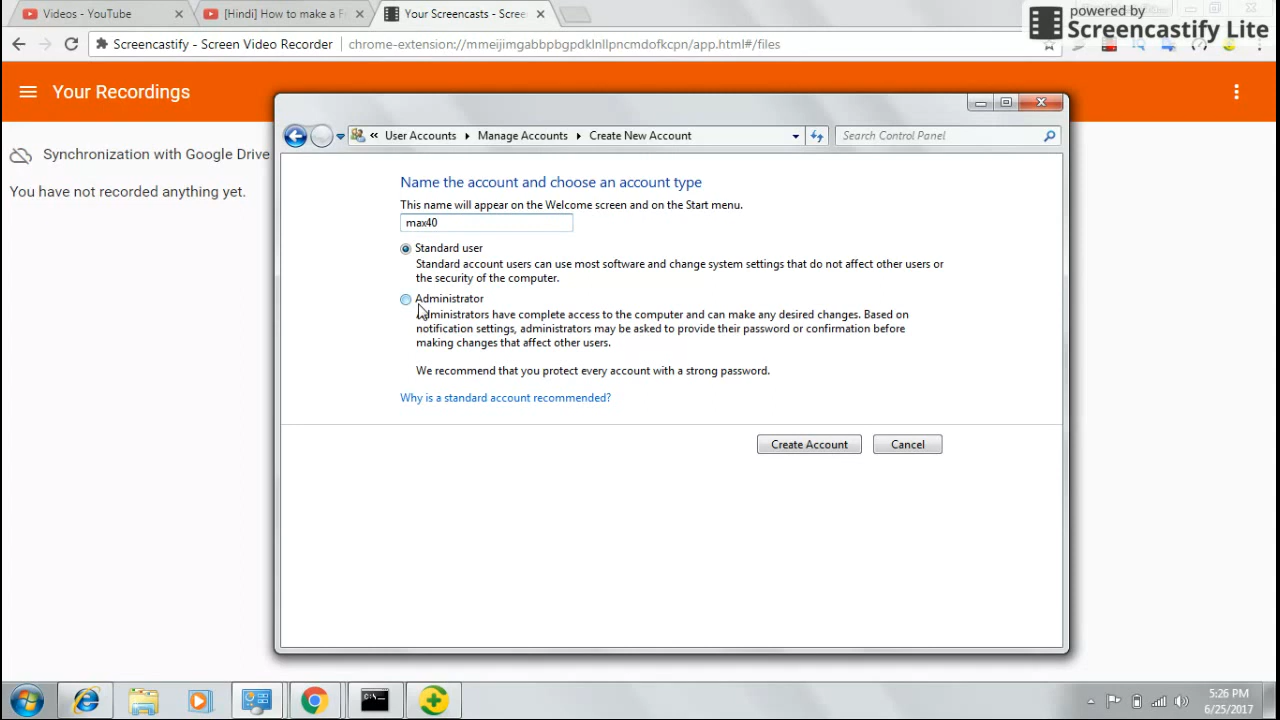 Videos - YouTube
[Hindi] How to make a F
Your Screencasts - Scree
powered by
Screencastify Lite
Screencastify - Screen Video Recorder
chrome-extension://mmeijimgabbpbgpdklnllpncmdofkcpn/app.html#/files
Your Recordings
Synchronization with Google Drive
You have not recorded anything yet.
« User Accounts Manage Accounts Create New Account
Search Control Panel
Name the account and choose an account type
This name will appear on the Welcome screen and on the Start menu.
max40
Standard user
Standard account users can use most software and change system settings that do not affect other users or
the security of the computer.
Administrator
Administrators have complete access to the computer and can make any desired changes. Based on
notification settings, administrators may be asked to provide their password or confirmation before
making changes that affect other users.
We recommend that you protect every account with a strong password.
Why is a standard account recommended?
Create Account
Cancel
5:26 PM
6/25/2017